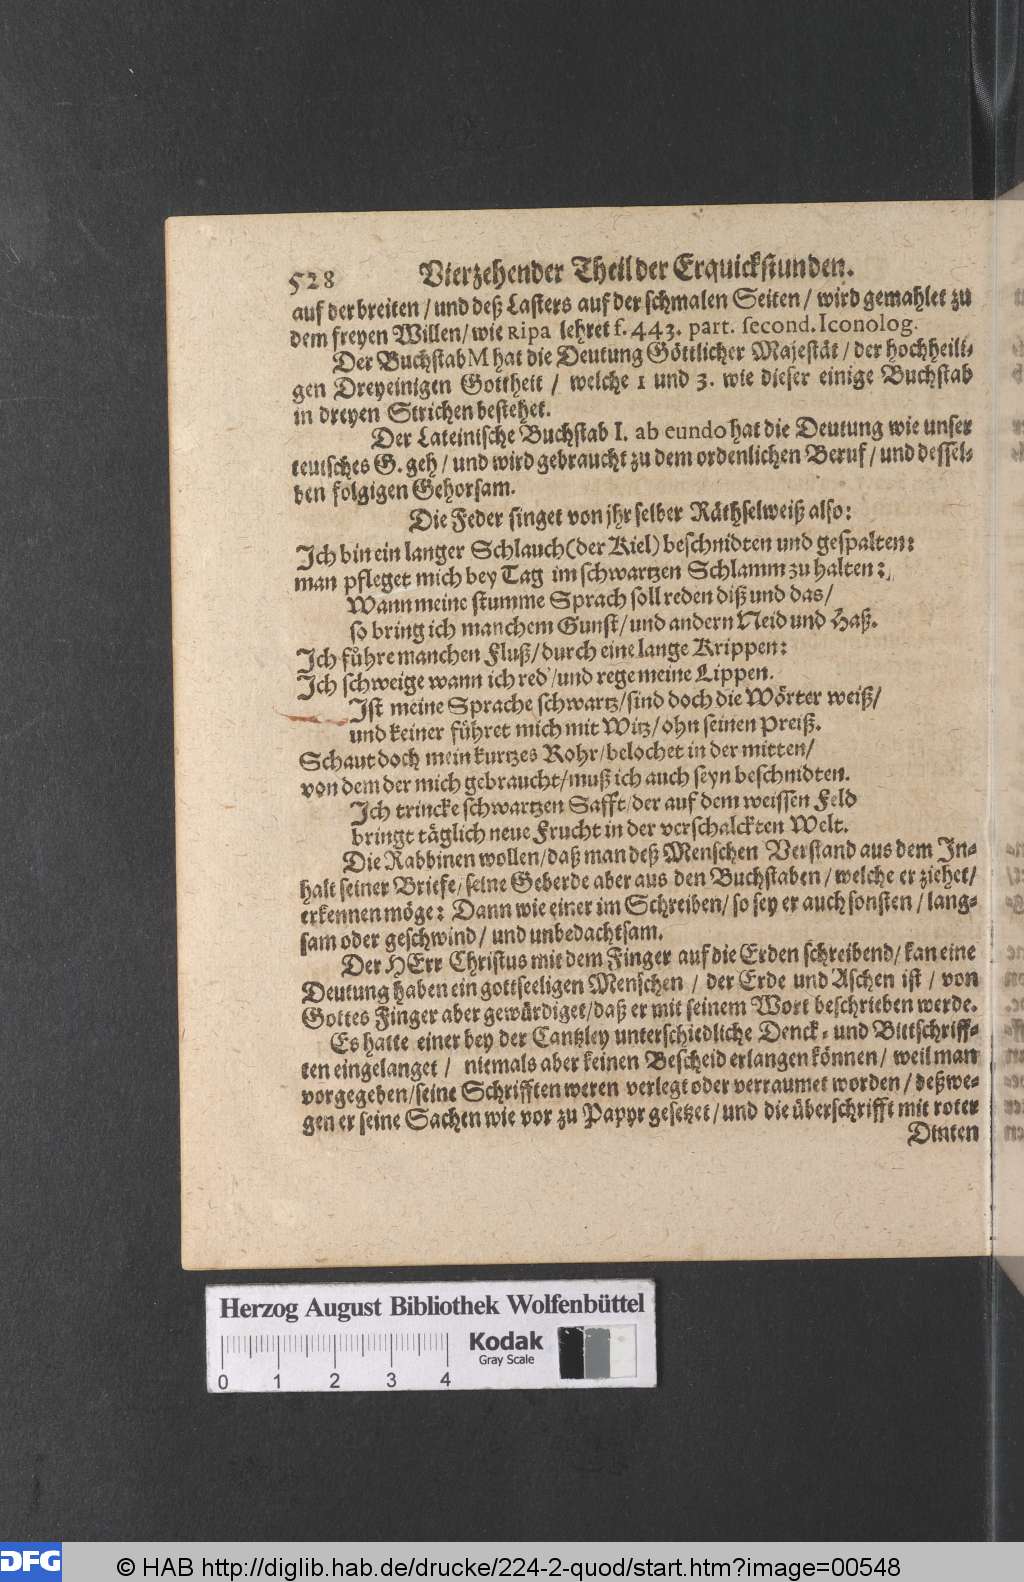 528 Vierzehender Theil der Erquickstunden.
auf der breiten / und deß Lasters auf der schmalen Seiten / wird gemahlet zu
dem freyen Willen / wie Ripa lehret f. 443. part. second. Iconolog.
Der Buchstab M hat die Deutung Göttlicher Majestät / der hochheili-
gen Dreyeinigen Gottheit / welche 1 und 3. wie dieser einige Buchstab
in dreyen Strichen bestehet.
Der Lateinische Buchstab I. ab eundo hat die Deutung wie unser
teutsches G. geh / und wird gebraucht zu dem ordenlichen Beruf / und dessel-
ben folgigen Gehorsam.
Die Feder singet von jhr selber Räthselweiß also:
Ich bin ein langer Schlauch (der Kiel) beschnidten und gespalten:
man pfleget mich bey Tag im schwartzen Schlamm zu halten:
Wann meine stumme Sprach soll reden diß und das /
so bring ich manchem Gunst / und andern Neid und Haß.
Ich führe manchen Fluß / durch eine lange Krippen:
Ich schweige wann ich red' / und rege meine Lippen.
Ist meine Sprache schwartz / sind doch die Wörter weiß /
und keiner führet mich mit Witz / ohn seinen Preiß.
Schaut doch mein kurtzes Rohr / belochet in der mitten /
von dem der mich gebraucht / muß ich auch seyn beschnidten.
Ich trincke schwartzen Safft / der auf dem weissen Feld
bringt täglich neue Frucht in der verschalckten Welt.
Die Rabbinen wollen / daß man deß Menschen Verstand aus dem In-
halt seiner Briefe / seine Geberde aber aus den Buchstaben / welche er ziehet /
erkennen möge: Dann wie einer im Schreiben / so sey er auch sonsten / lang-
sam oder geschwind / und unbedachtsam.
Der HErr Christus mit dem Finger auf die Erden schreibend / kan eine
Deutung haben ein gottseeligen Menschen / der Erde und Aschen ist / von
Gottes Finger aber gewürdiget / daß er mit seinem Wort beschrieben werde.
Es hatte einer bey der Cantzley unterschiedliche Denck- und Bittschriff-
ten eingelanget / niemals aber keinen Bescheid erlangen können / weil man
vorgegeben / seine Schrifften weren verlegt oder verraumet worden / deßwe-
gen er seine Sachen wie vor zu Papyr gesetzet / und die überschrifft mit roter
Dinten
Herzog August Bibliothek Wolfenbüttel
Kodak
Gray Scale
0 1 2 3 4
DFG
© HAB http://diglib.hab.de/drucke/224-2-quod/start.htm?image=00548